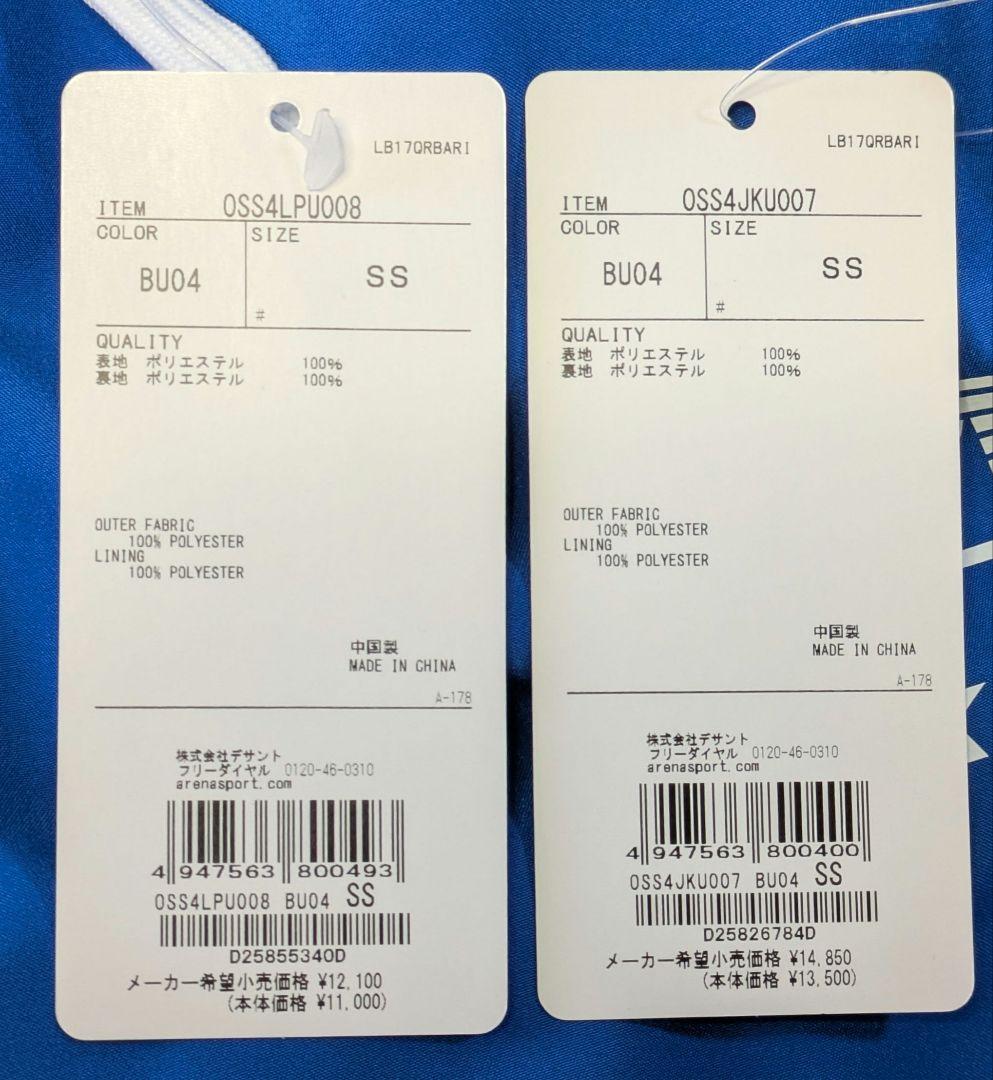 LB17QRBARI
ITEM OSS4LPU008
COLOR SIZE
BU04 SS
#
QUALITY
表地 ポリエステル 100%
裏地 ポリエステル 100%
OUTER FABRIC
100% POLYESTER
LINING
100% POLYESTER
中国製
MADE IN CHINA
A-178
株式会社デサント
フリーダイヤル 0120-46-0310
arenasport.com
4 947563 800493
OSS4LPU008 BU04 SS
D25855340D
メーカー希望小売価格 ¥12,100
(本体価格 ¥11,000)
LB17QRBARI
ITEM OSS4JKU007
COLOR SIZE
BU04 SS
#
QUALITY
表地 ポリエステル 100%
裏地 ポリエステル 100%
OUTER FABRIC
100% POLYESTER
LINING
100% POLYESTER
中国製
MADE IN CHINA
A-178
株式会社デサント
フリーダイヤル 0120-46-0310
arenasport.com
4 947563 800400
OSS4JKU007 BU04 SS
D25826784D
メーカー希望小売価格 ¥14,850
(本体価格 ¥13,500)